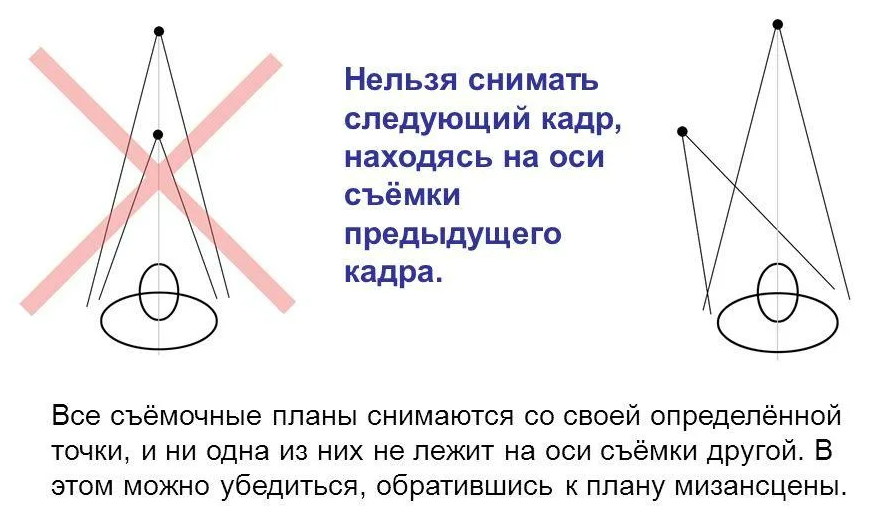 Нельзя снимать
следующий кадр,
находясь на оси
съёмки
предыдущего
кадра.
Все съёмочные планы снимаются со своей определённой
точки, и ни одна из них не лежит на оси съёмки другой. В
этом можно убедиться, обратившись к плану мизансцены.